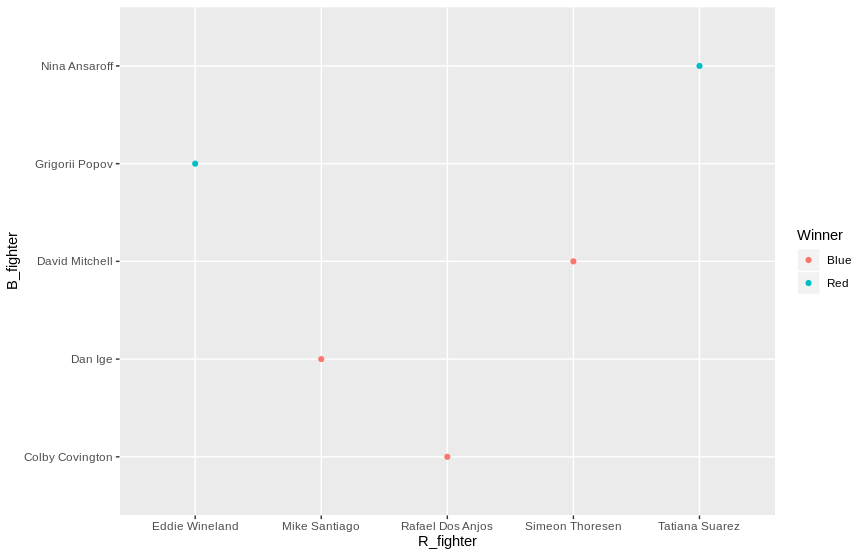 Nina Ansaroff
Grigorii Popov
David Mitchell
Dan Ige
Colby Covington
B_fighter
Eddie Wineland
Mike Santiago
Rafael Dos Anjos
Simeon Thoresen
Tatiana Suarez
R_fighter
Winner
Blue
Red